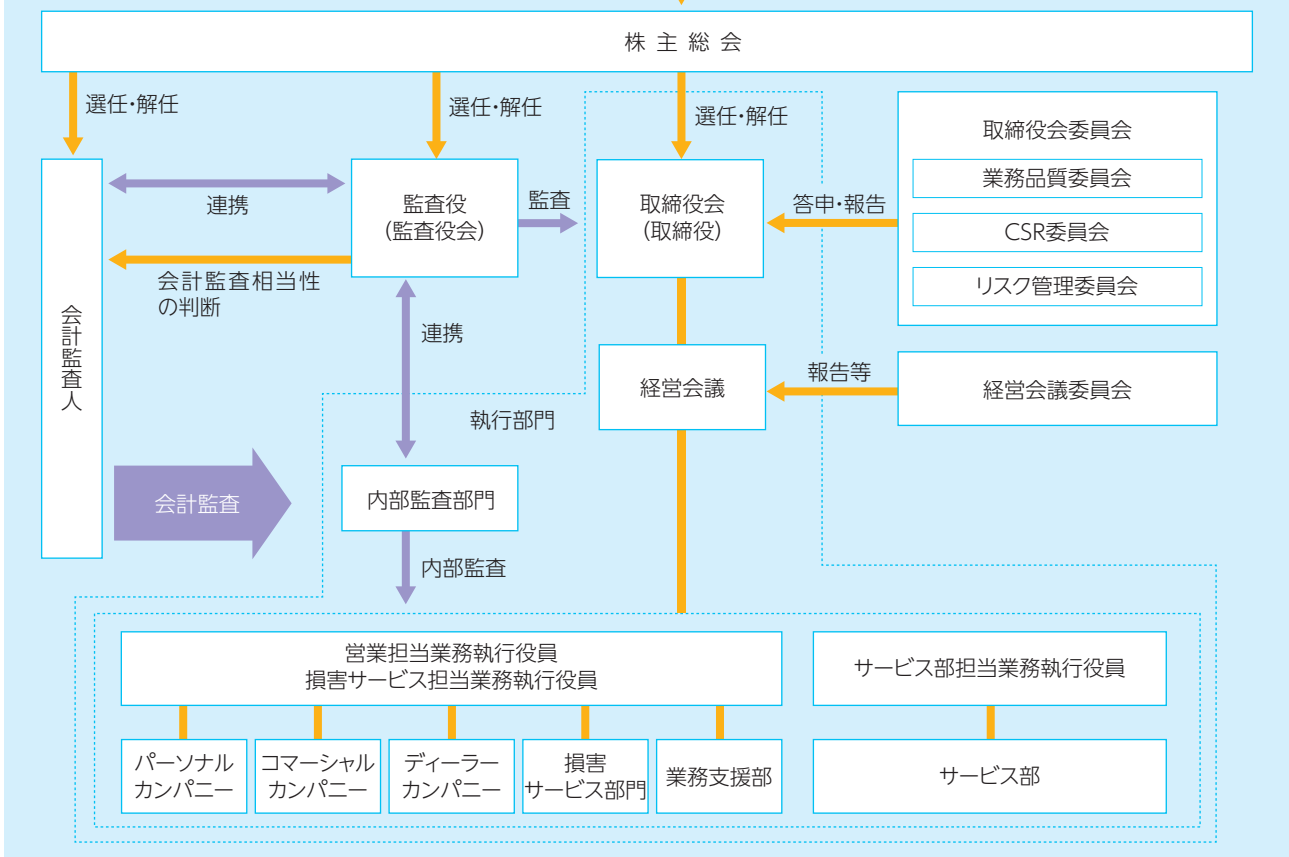 株主総会
選任・解任
選任・解任
選任・解任
取締役会委員会
業務品質委員会
CSR委員会
リスク管理委員会
連携
監査役
(監査役会)
監査
取締役会
(取締役)
答申・報告
会計監査相当性
の判断
会計監査人
連携
経営会議
報告等
経営会議委員会
執行部門
会計監査
内部監査部門
内部監査
営業担当業務執行役員
損害サービス担当業務執行役員
サービス部担当業務執行役員
パーソナル
カンパニー
コマーシャル
カンパニー
ディーラー
カンパニー
損害
サービス部門
業務支援部
サービス部